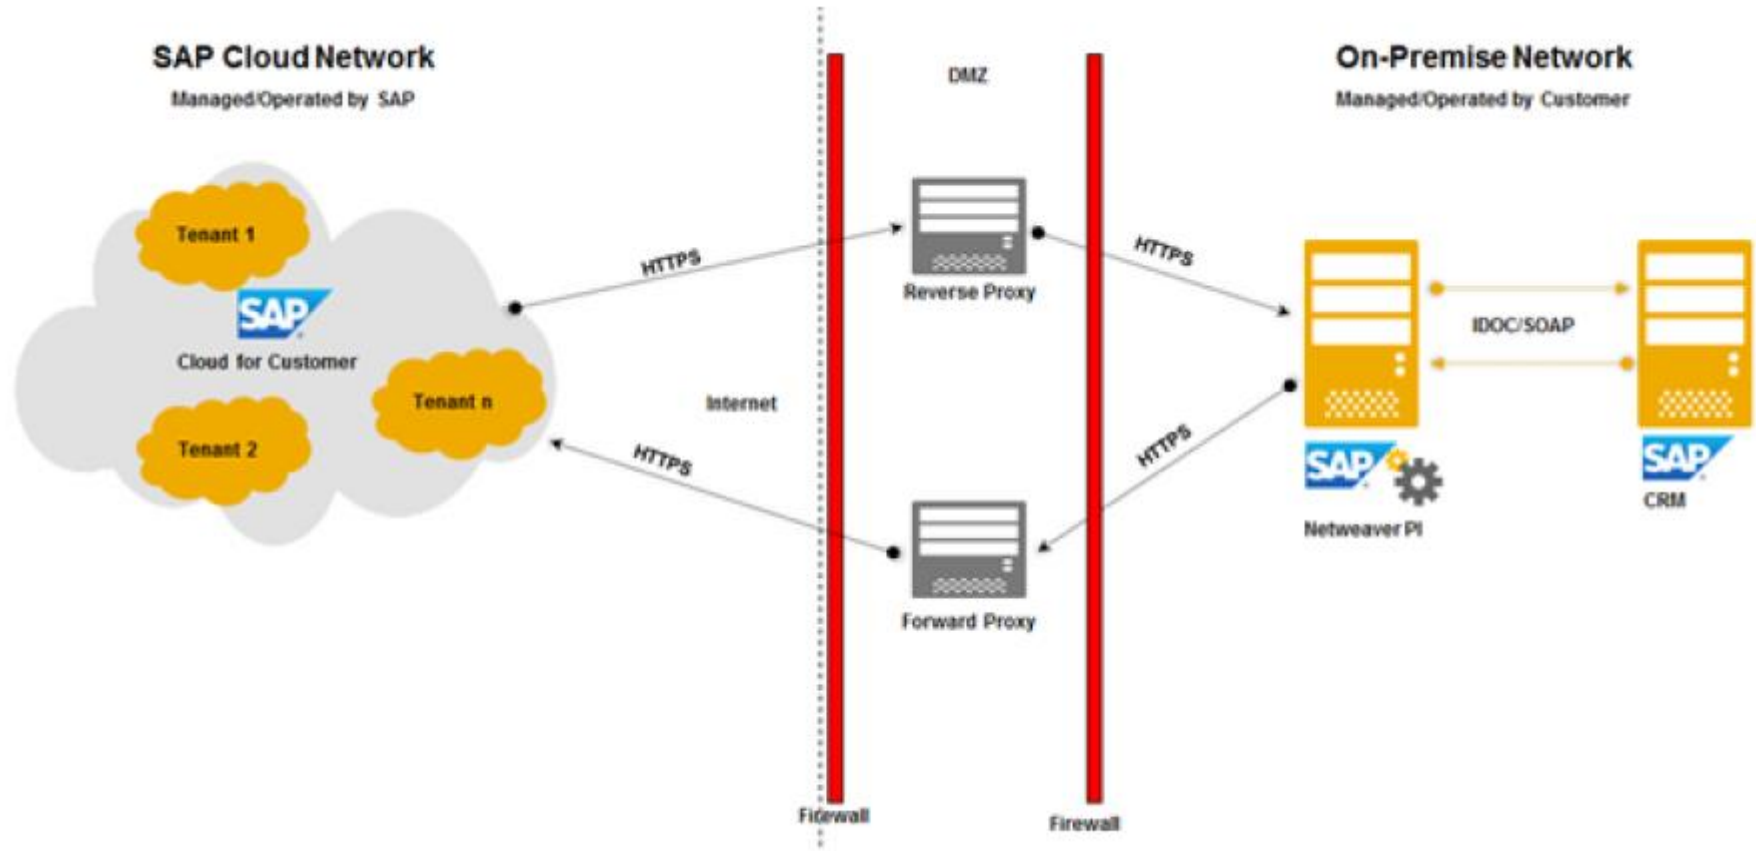 SAP Cloud Network
Managed/Operated by SAP
DMZ
On-Premise Network
Managed/Operated by Customer
Tenant 1
SAP
Cloud for Customer
Tenant n
Tenant 2
HTTPS
Internet
HTTPS
Reverse Proxy
Forward Proxy
HTTPS
HTTPS
IDOC/SOAP
SAP
Netweaver PI
SAP
CRM
Firewall
Firewall